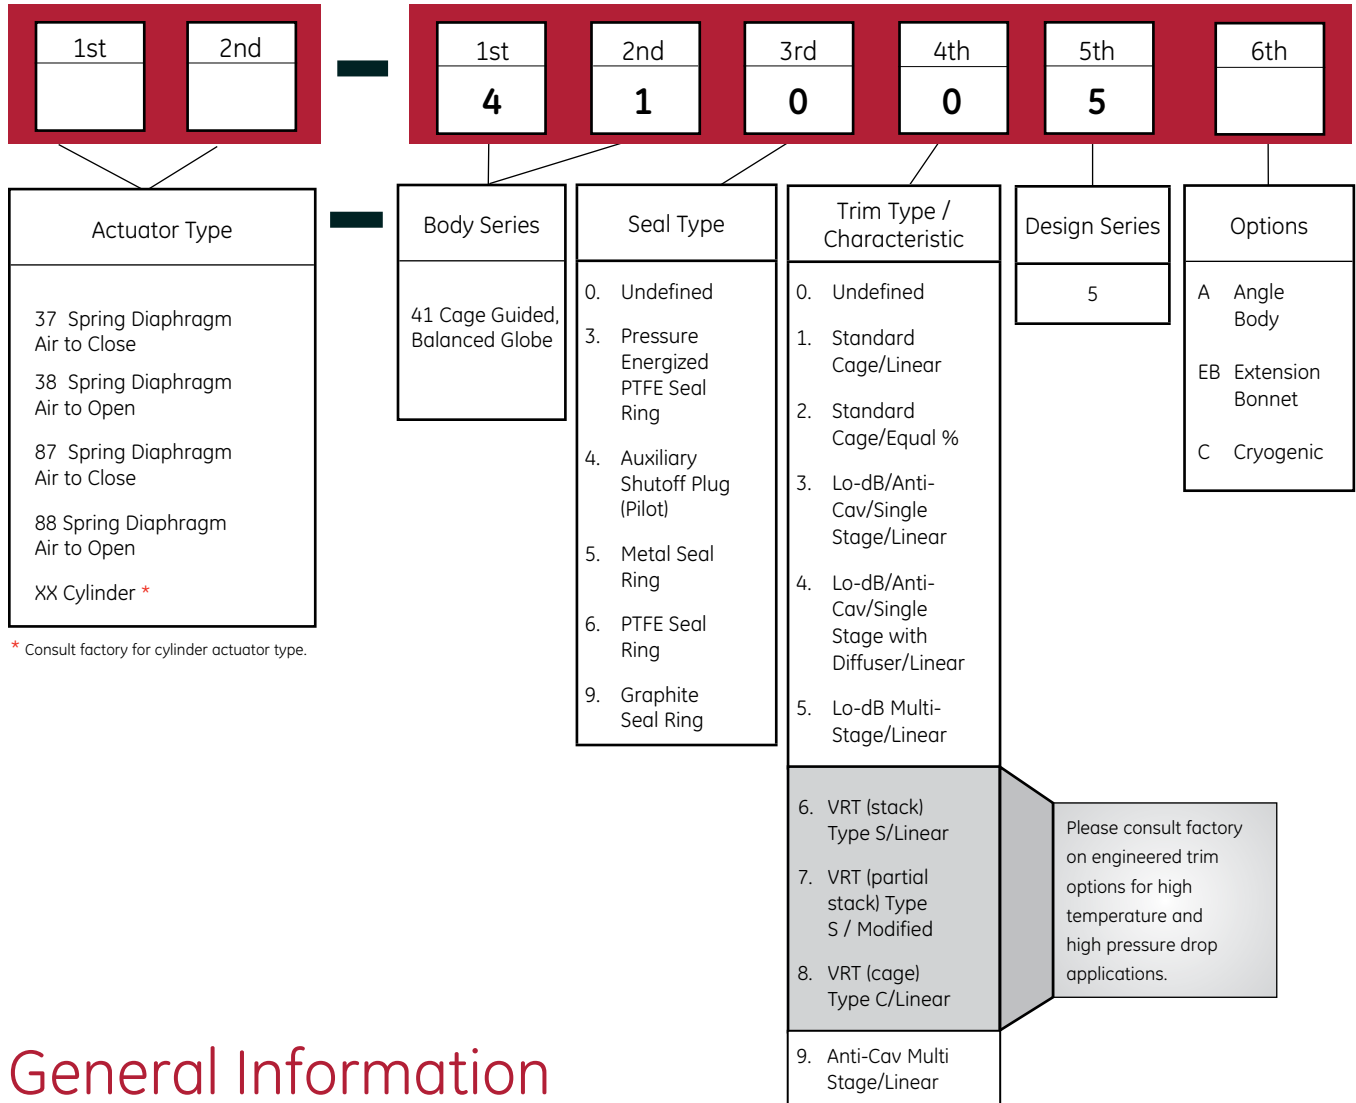 1st
2nd
1st
2nd
3rd
4th
5th
6th
4
1
0
0
5
Actuator Type
37 Spring Diaphragm
Air to Close
38 Spring Diaphragm
Air to Open
87 Spring Diaphragm
Air to Close
88 Spring Diaphragm
Air to Open
XX Cylinder *
* Consult factory for cylinder actuator type.
Body Series
41 Cage Guided,
Balanced Globe
Seal Type
0. Undefined
3. Pressure
Energized
PTFE Seal
Ring
4. Auxiliary
Shutoff Plug
(Pilot)
5. Metal Seal
Ring
6. PTFE Seal
Ring
9. Graphite
Seal Ring
Trim Type /
Characteristic
0. Undefined
1. Standard
Cage/Linear
2. Standard
Cage/Equal %
3. Lo-dB/Anti-
Cav/Single
Stage/Linear
4. Lo-dB/Anti-
Cav/Single
Stage with
Diffuser/Linear
5. Lo-dB Multi-
Stage/Linear
6. VRT (stack)
Type S/Linear
7. VRT (partial
stack) Type
S / Modified
8. VRT (cage)
Type C/Linear
9. Anti-Cav Multi
Stage/Linear
Design Series
5
Options
A Angle
Body
EB Extension
Bonnet
C Cryogenic
Please consult factory
on engineered trim
options for high
temperature and
high pressure drop
applications.
General Information